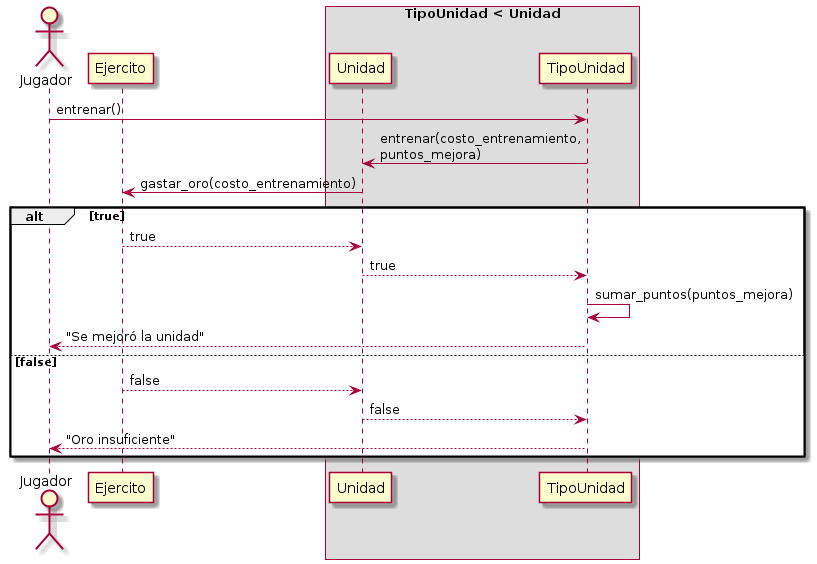 TipoUnidad < Unidad
Jugador
Ejercito
Unidad
TipoUnidad
entrenar()
entrenar(costo_entrenamiento,
puntos_mejora)
gastar_oro(costo_entrenamiento)
alt [true]
true
true
sumar_puntos(puntos_mejora)
"Se mejoró la unidad"
[false]
false
false
"Oro insuficiente"
Jugador
Ejercito
Unidad
TipoUnidad